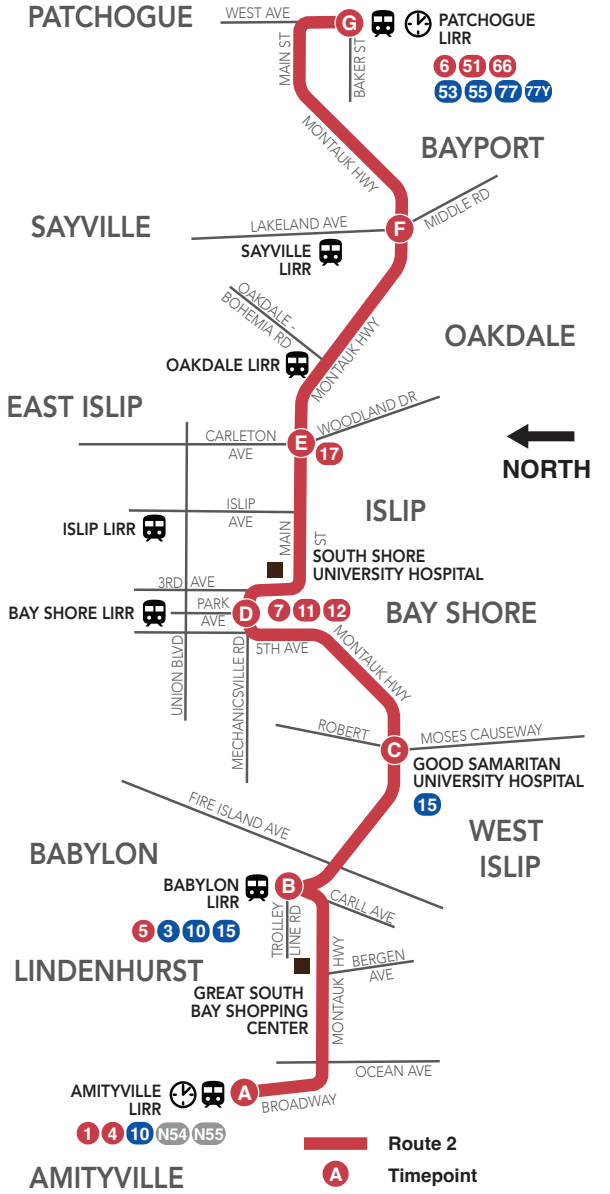 PATCHOGUE
WEST AVE
MAIN ST
G
BAKER ST
PATCHOGUE
LIRR
6 51 66
53 55 77 77Y
MONTAUK HWY
BAYPORT
SAYVILLE
LAKELAND AVE
F
MIDDLE RD
SAYVILLE
LIRR
OAKDALE -
BOHEMIA RD
MONTAUK HWY
OAKDALE
OAKDALE LIRR
EAST ISLIP
CARLETON
AVE
E
WOODLAND DR
17
NORTH
ISLIP
AVE
ISLIP
ISLIP LIRR
MAIN
ST
SOUTH SHORE
UNIVERSITY HOSPITAL
3RD AVE
BAY SHORE LIRR
PARK
AVE
D
7 11 12
BAY SHORE
5TH AVE
UNION BLVD
MECHANICSVILLE RD
MONTAUK HWY
ROBERT
MOSES CAUSEWAY
C
GOOD SAMARITAN
UNIVERSITY HOSPITAL
15
FIRE ISLAND AVE
WEST
ISLIP
BABYLON
BABYLON
LIRR
B
5 3 10 15
TROLLEY
LINE RD
CARLL AVE
LINDENHURST
BERGEN
AVE
MONTAUK HWY
GREAT SOUTH
BAY SHOPPING
CENTER
OCEAN AVE
AMITYVILLE
LIRR
A
BROADWAY
1 4 10 N54 N55
AMITYVILLE
Route 2
A Timepoint